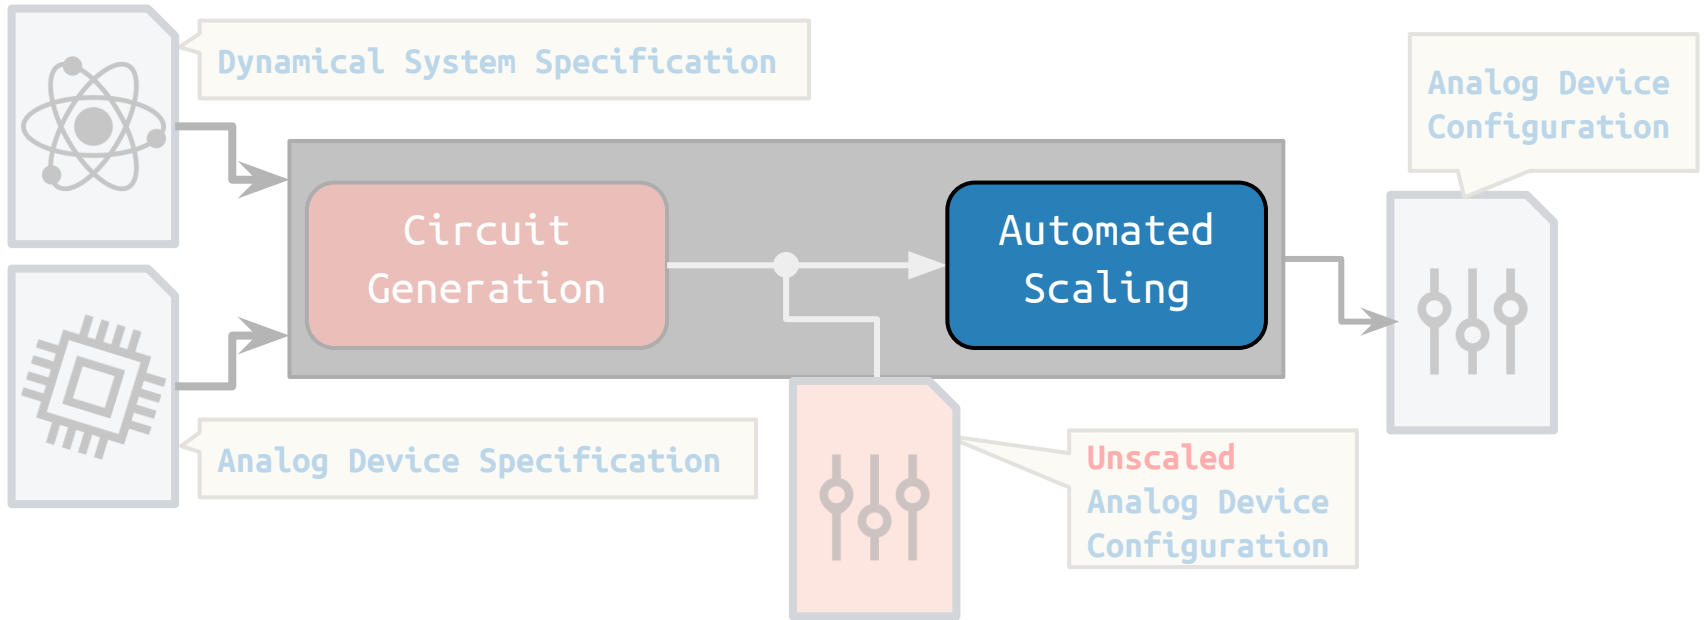 Dynamical System Specification
Analog Device
Configuration
Circuit
Generation
Automated
Scaling
Analog Device Specification
Unscaled
Analog Device
Configuration